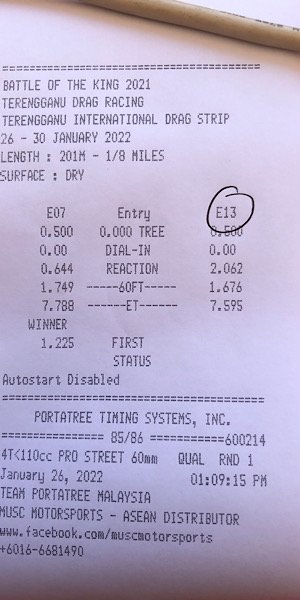 ==========================================
BATTLE OF THE KING 2021
TERENGGANU DRAG RACING
TERENGGANU INTERNATIONAL DRAG STRIP
26 - 30 JANUARY 2022
LENGTH : 201M - 1/8 MILES
SURFACE : DRY
E07 Entry E13
0.500 0.000 TREE 0.500
0.00 DIAL-IN 0.00
0.644 REACTION 2.062
1.749 -----60FT----- 1.676
7.788 ------ET------ 7.595
WINNER
1.225 FIRST
STATUS
Autostart Disabled
==========================================
PORTATREE TIMING SYSTEMS, INC.
================ 85/86 ===========600214
4T<110cc PRO STREET 60mm QUAL RND 1
January 26, 2022 01:09:15 PM
TEAM PORTATREE MALAYSIA
MUSC MOTORSPORTS - ASEAN DISTRIBUTOR
www.facebook.com/muscmotorsports
+6016-6681490